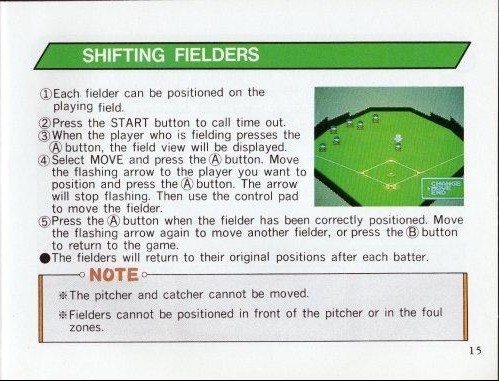 SHIFTING FIELDERS
①Each fielder can be positioned on the
playing field.
②Press the START button to call time out.
③When the player who is fielding presses the
Ⓐ button, the field view will be displayed.
④Select MOVE and press the Ⓐ button. Move
the flashing arrow to the player you want to
position and press the Ⓐ button. The arrow
will stop flashing. Then use the control pad
to move the fielder.
CHANGE
MOVE
END
⑤Press the Ⓐ button when the fielder has been correctly positioned. Move
the flashing arrow again to move another fielder, or press the Ⓑ button
to return to the game.
●The fielders will return to their original positions after each batter.
NOTE
※The pitcher and catcher cannot be moved.
※Fielders cannot be positioned in front of the pitcher or in the foul
zones.
15